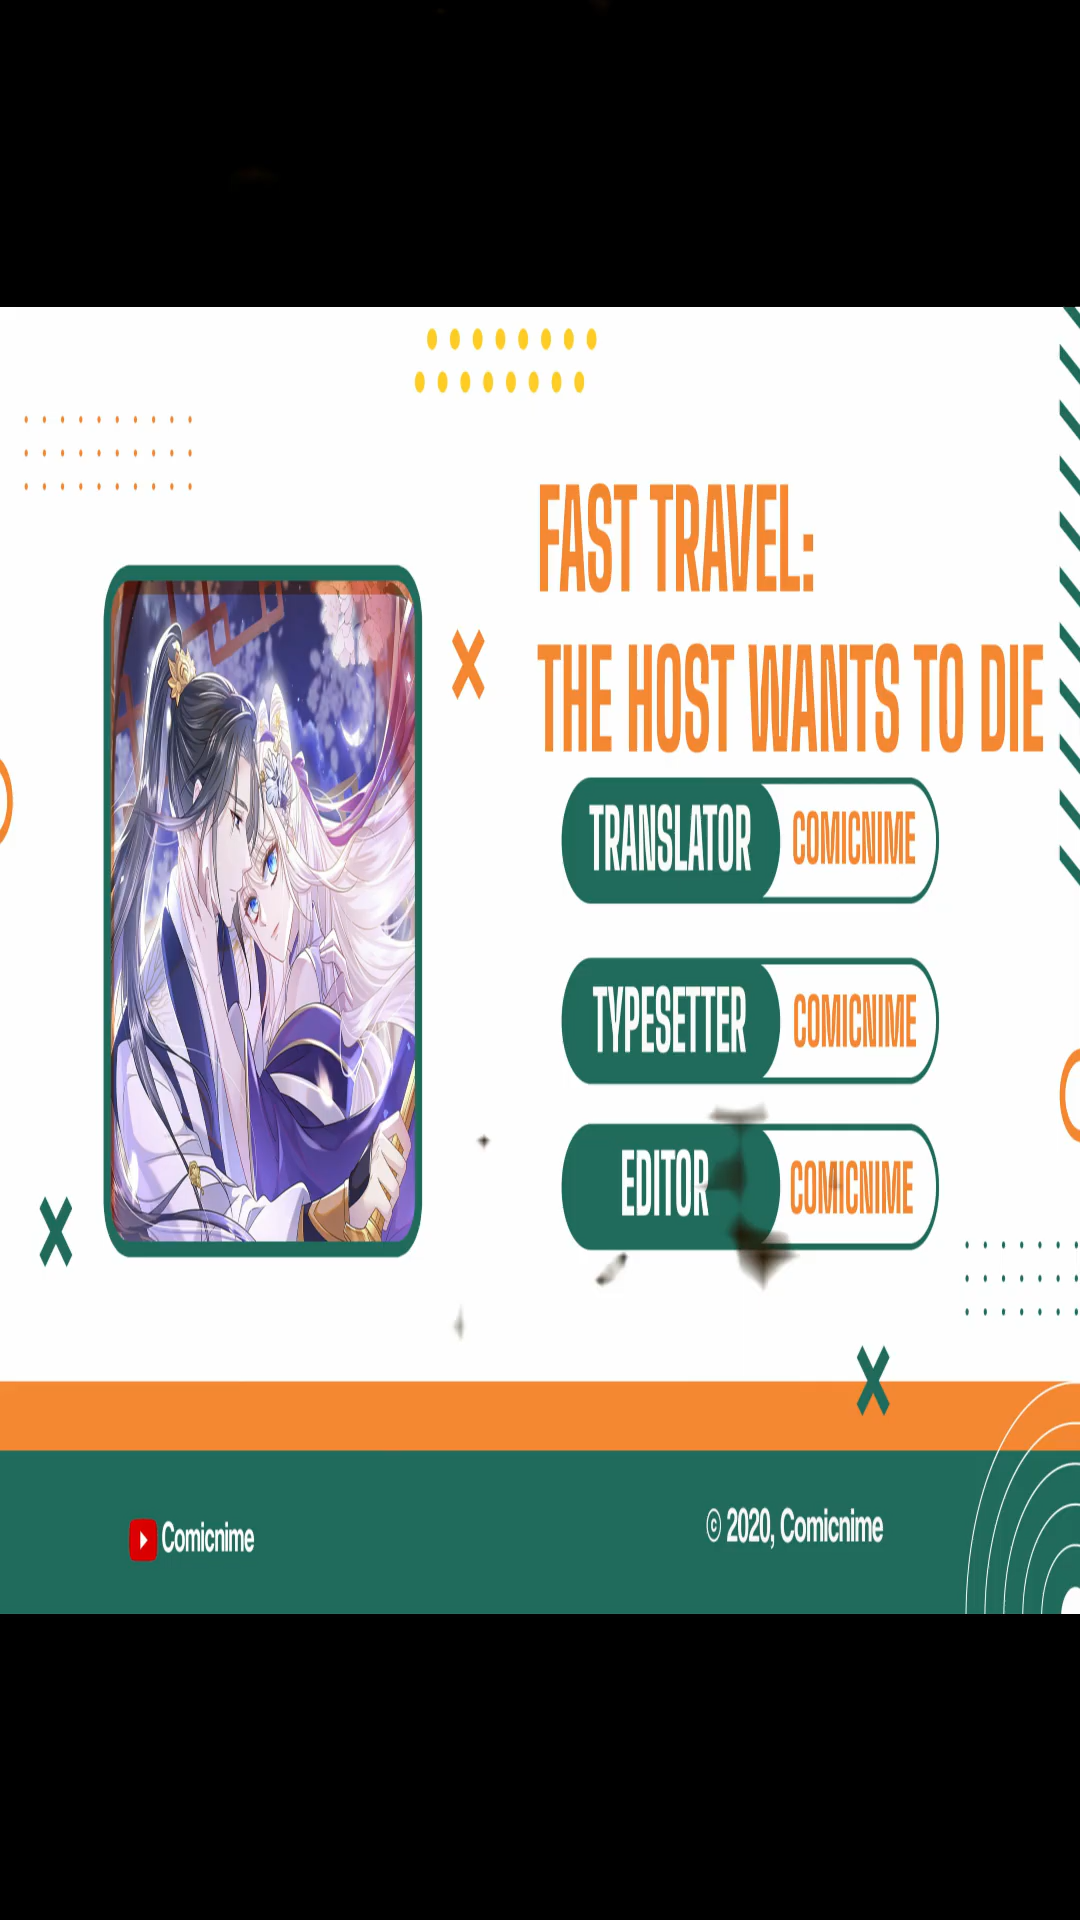 FAST TRAVEL:
THE HOST WANTS TO DIE
TRANSLATOR COMICNIME
TYPESETTER COMICNIME
EDITOR COMICNIME
Comicnime
© 2020, Comicnime